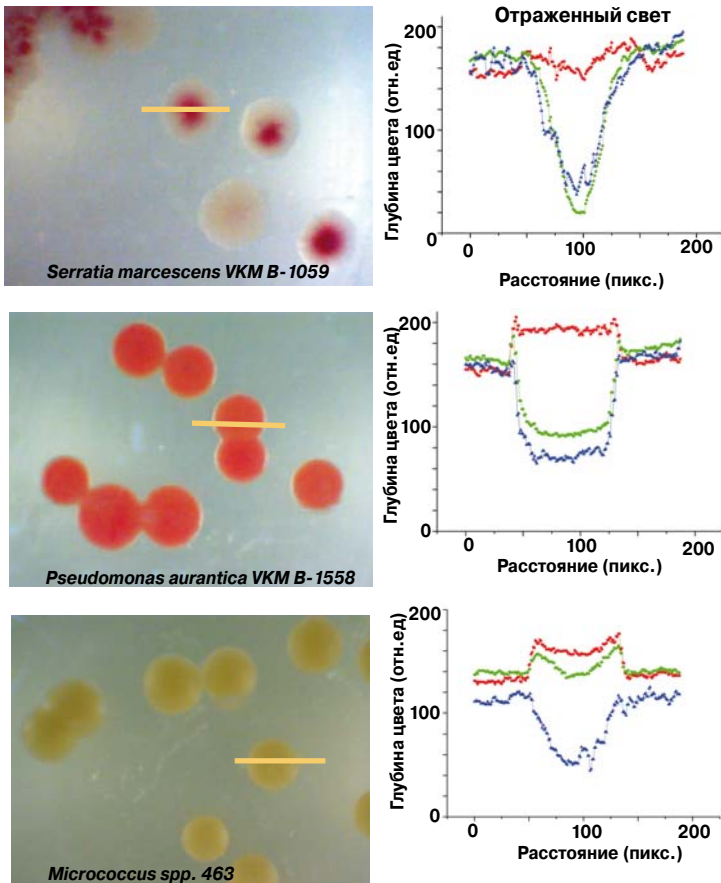 Отраженный свет
200
100
0
Глубина цвета (отн.ед)
0
100
200
Расстояние (пикс.)
Serratia marcescens VKM B-1059
200
100
0
Глубина цвета (отн.ед)
0
100
200
Расстояние (пикс.)
Pseudomonas aurantica VKM B-1558
200
100
0
Глубина цвета (отн.ед)
0
100
200
Расстояние (пикс.)
Micrococcus spp. 463